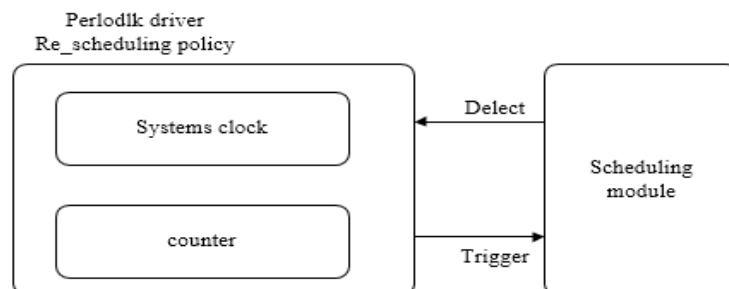 Perlodlk driver
Re_scheduling policy
Systems clock
Delect
Scheduling
module
counter
Trigger